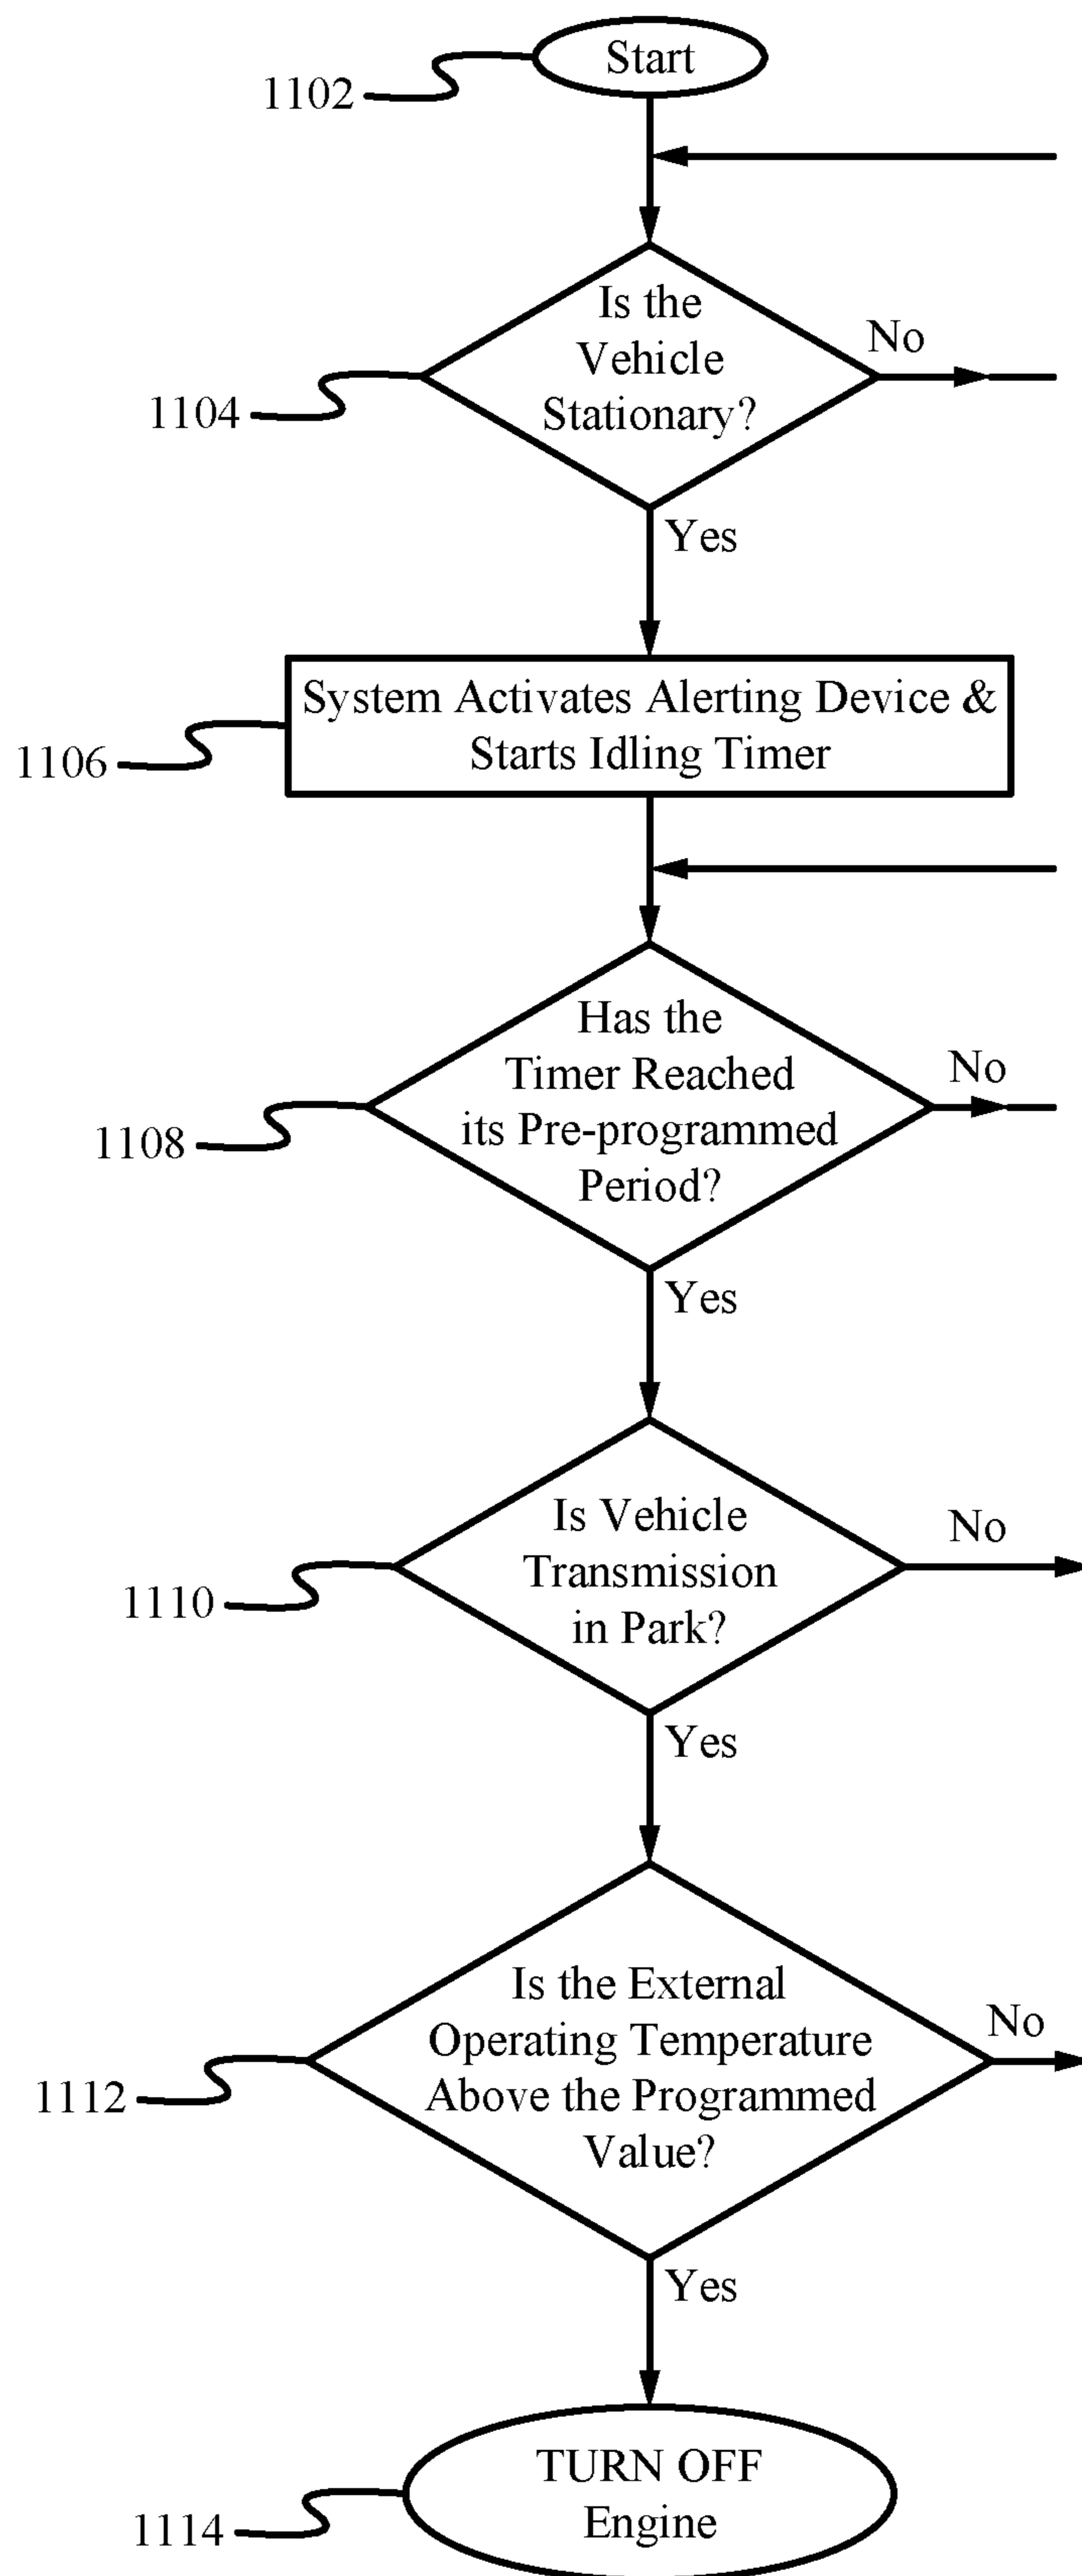 Start
1102
Is the
Vehicle
Stationary?
No
1104
Yes
System Activates Alerting Device &
Starts Idling Timer
1106
Has the
Timer Reached
its Pre-programmed
Period?
No
1108
Yes
Is Vehicle
Transmission
in Park?
No
1110
Yes
Is the External
Operating Temperature
Above the Programmed
Value?
No
1112
Yes
TURN OFF
Engine
1114